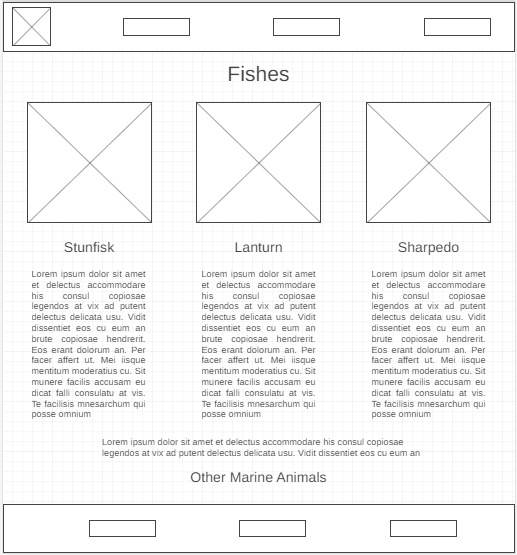 Fishes
Stunfisk
Lorem ipsum dolor sit amet
et delectus accommodare
his consul copiosae
legendos at vix ad putent
delectus delicata usu. Vidit
dissentiet eos cu eum an
brute copiosae hendrerit.
Eos erant dolorum an. Per
facer affert ut. Mei iisque
mentitum moderatius cu. Sit
munere facilis accusam eu
dicat falli consulatu at vis.
Te facilisis mnesarchum qui
posse omnium
Lanturn
Lorem ipsum dolor sit amet
et delectus accommodare
his consul copiosae
legendos at vix ad putent
delectus delicata usu. Vidit
dissentiet eos cu eum an
brute copiosae hendrerit.
Eos erant dolorum an. Per
facer affert ut. Mei iisque
mentitum moderatius cu. Sit
munere facilis accusam eu
dicat falli consulatu at vis.
Te facilisis mnesarchum qui
posse omnium
Sharpedo
Lorem ipsum dolor sit amet
et delectus accommodare
his consul copiosae
legendos at vix ad putent
delectus delicata usu. Vidit
dissentiet eos cu eum an
brute copiosae hendrerit.
Eos erant dolorum an. Per
facer affert ut. Mei iisque
mentitum moderatius cu. Sit
munere facilis accusam eu
dicat falli consulatu at vis.
Te facilisis mnesarchum qui
posse omnium
Lorem ipsum dolor sit amet et delectus accommodare his consul copiosae
legendos at vix ad putent delectus delicata usu. Vidit dissentiet eos cu eum an
Other Marine Animals